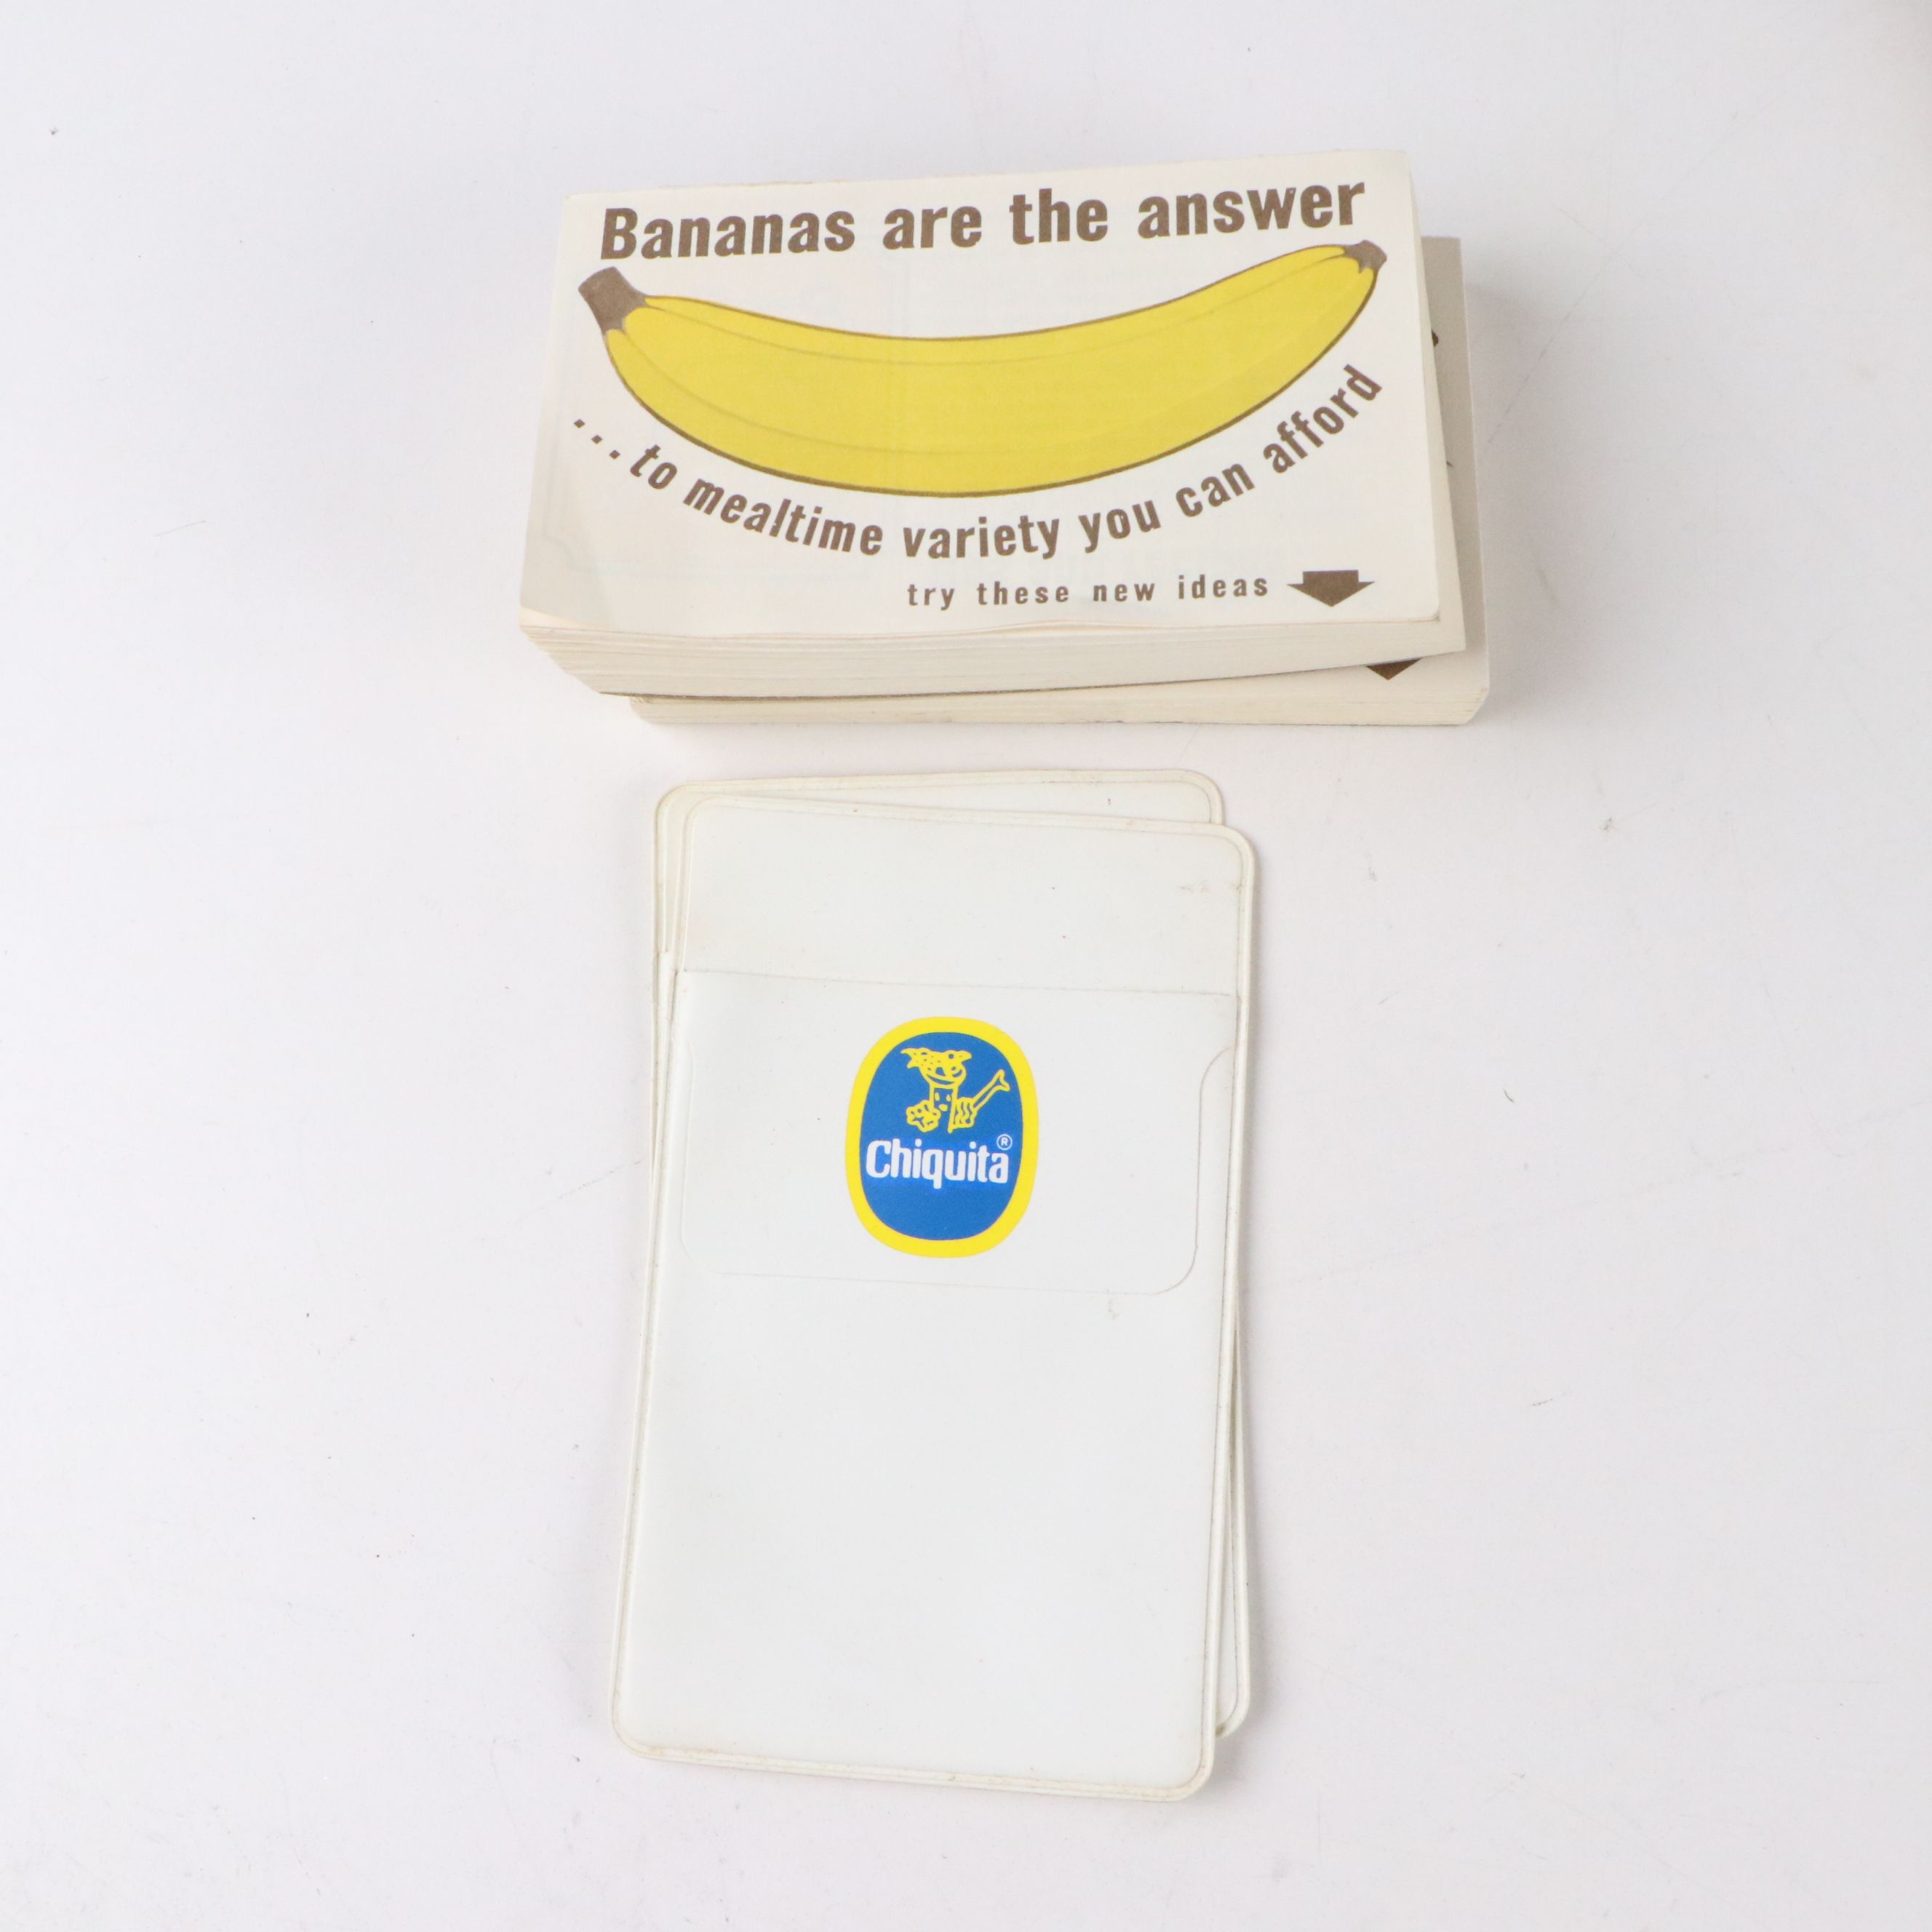 Bananas are the answer
...to mealtime variety you can afford
try these new ideas
Chiquita®